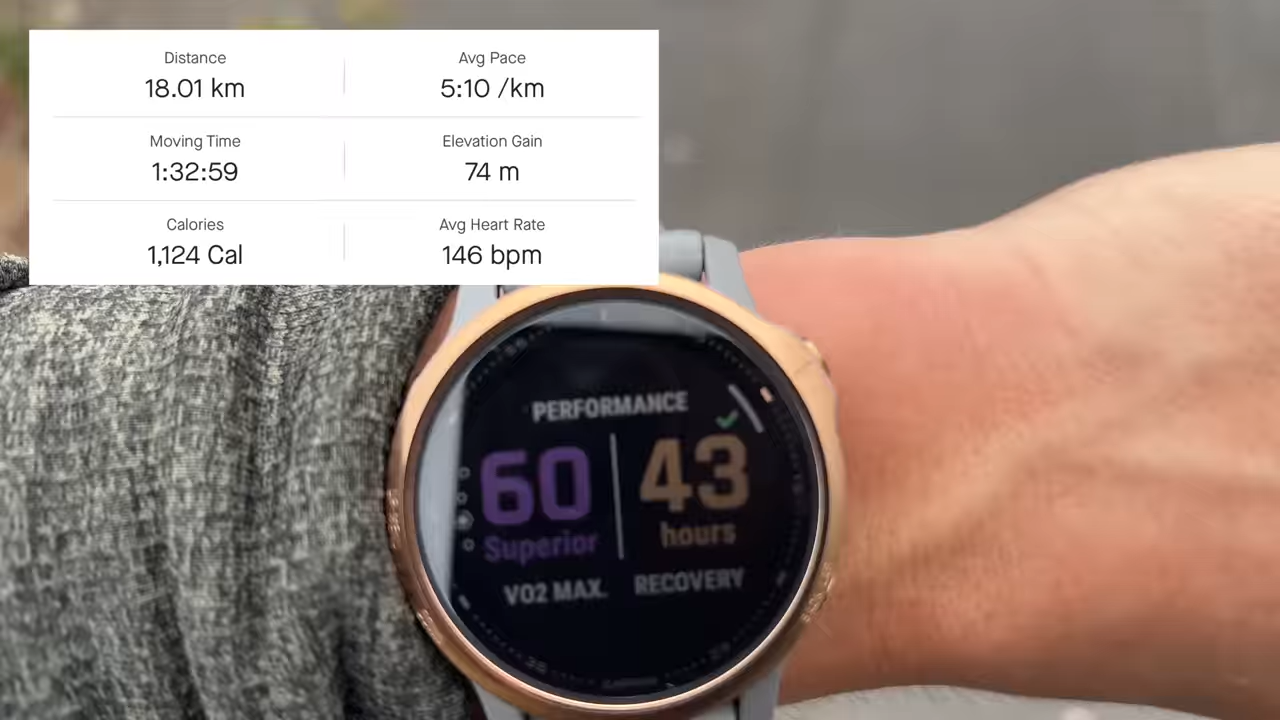 Distance
18.01 km
Avg Pace
5:10 /km
Moving Time
1:32:59
Elevation Gain
74 m
Calories
1,124 Cal
Avg Heart Rate
146 bpm
PERFORMANCE
60
Superior
VO2 MAX.
43
hours
RECOVERY